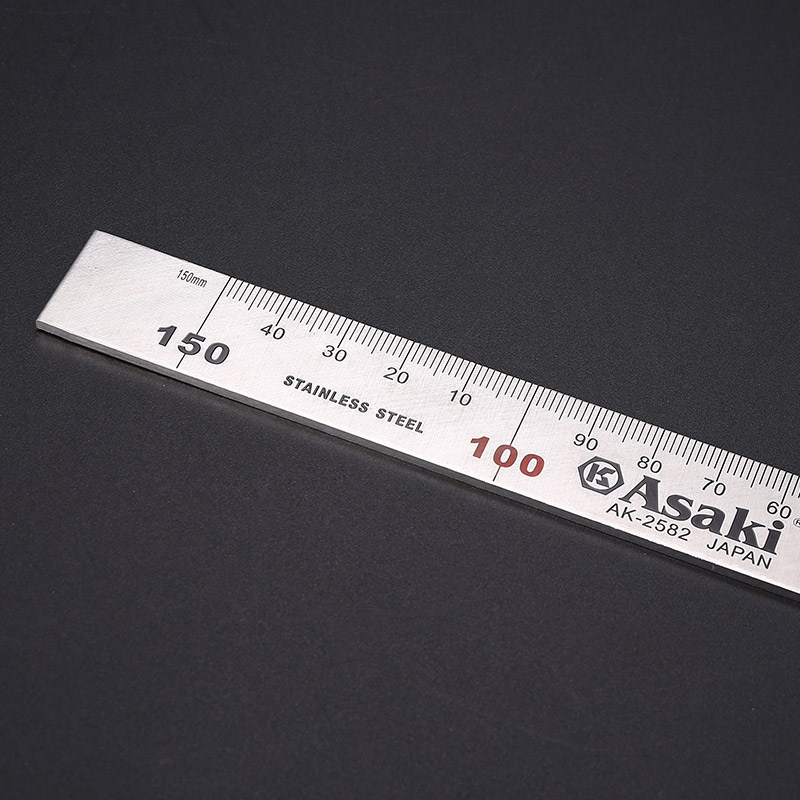 150mm
40 30 20 10 90 80 70 60
150 100
STAINLESS STEEL
Asaki ®
AK-2582 JAPAN